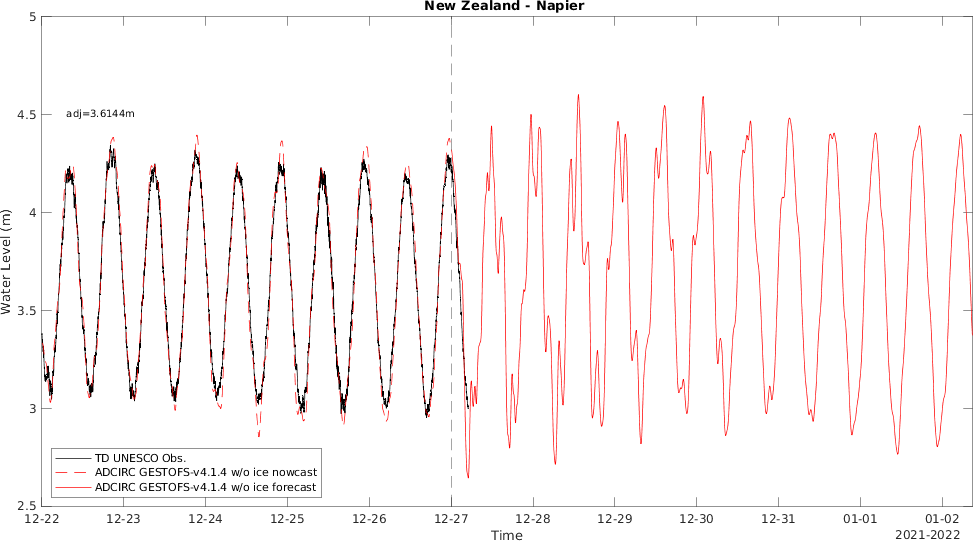 New Zealand - Napier
5
4.5
4
3.5
3
2.5
Water Level (m)
adj=3.6144m
TD UNESCO Obs.
ADCIRC GESTOFS-v4.1.4 w/o ice nowcast
ADCIRC GESTOFS-v4.1.4 w/o ice forecast
12-22 12-23 12-24 12-25 12-26 12-27 12-28 12-29 12-30 12-31 01-01 01-02
Time
2021-2022